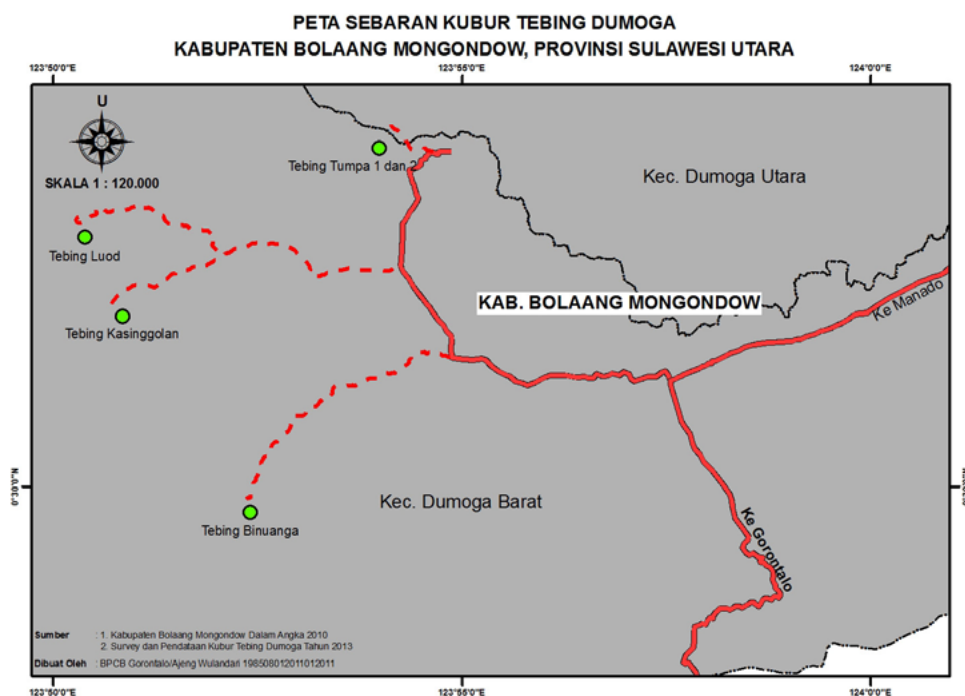 PETA SEBARAN KUBUR TEBING DUMOGA
KABUPATEN BOLAANG MONGONDOW, PROVINSI SULAWESI UTARA
123°50'0"E
123°55'0"E
124°0'0"E
U
SKALA 1 : 120.000
Tebing Tumpa 1 dan 2
Kec. Dumoga Utara
Tebing Luod
KAB. BOLAANG MONGONDOW
Ke Manado
Tebing Kasinggolan
0°30'0"N
0°30'0"N
Kec. Dumoga Barat
Tebing Binuanga
Ke Gorontalo
Sumber : 1. Kabupaten Bolaang Mongondow Dalam Angka 2010
2. Survey dan Pendataan Kubur Tebing Dumoga Tahun 2013
Dibuat Oleh : BPCB Gorontalo/Ajeng Wulandari 198508012011012011
123°50'0"E
123°55'0"E
124°0'0"E